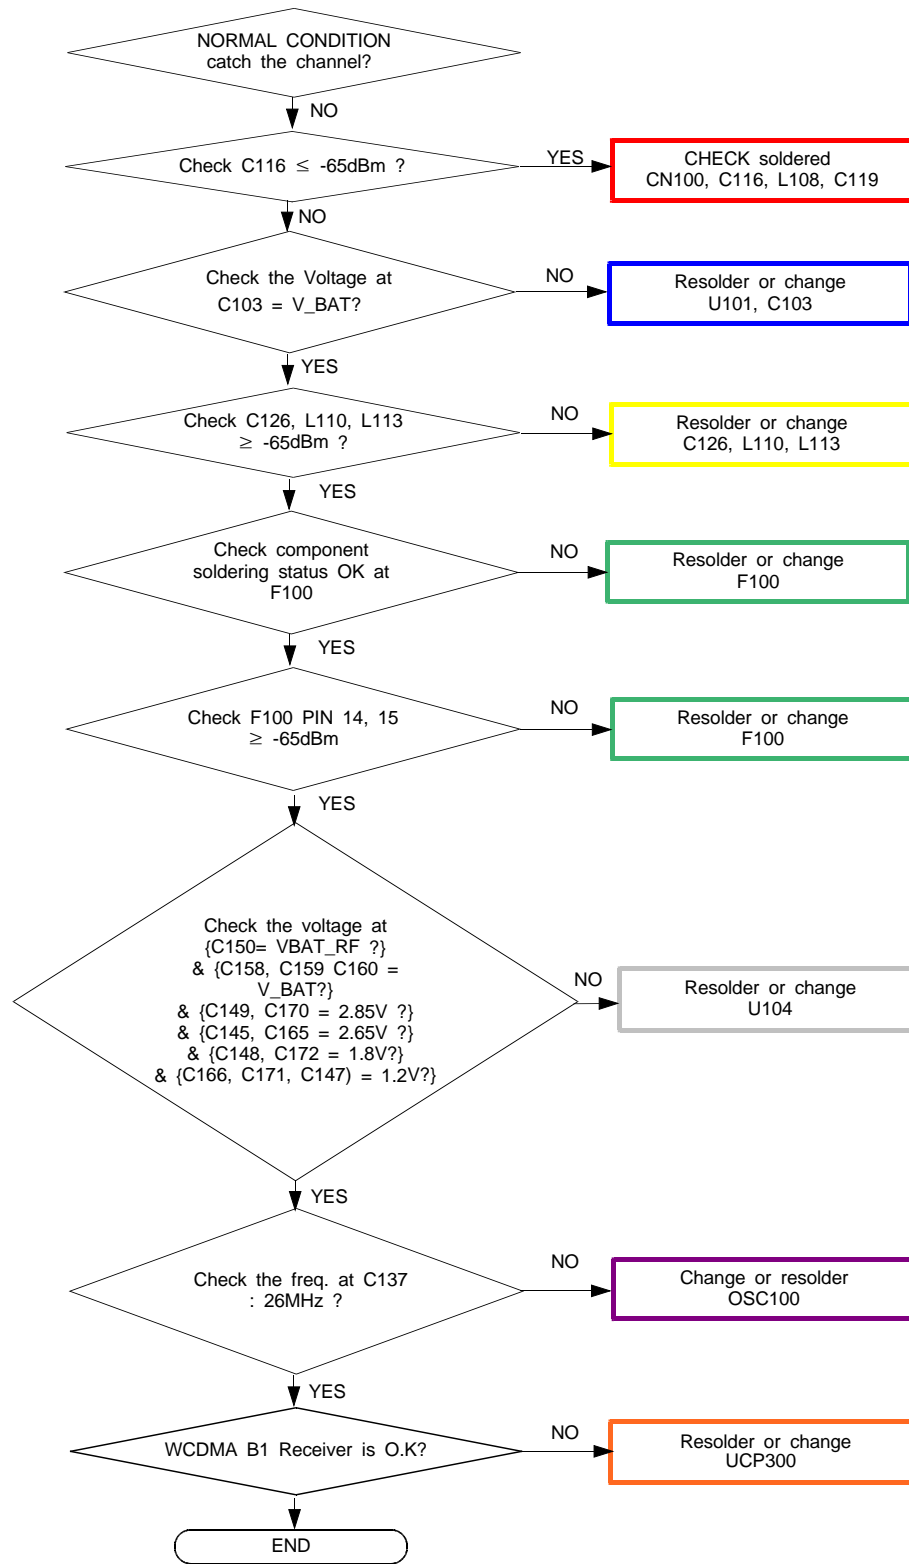 NORMAL CONDITION
catch the channel?
NO
Check C116 ≤ -65dBm ?
YES
CHECK soldered
CN100, C116, L108, C119
NO
Check the Voltage at
C103 = V_BAT?
NO
Resolder or change
U101, C103
YES
Check C126, L110, L113
≥ -65dBm ?
NO
Resolder or change
C126, L110, L113
YES
Check component
soldering status OK at
F100
NO
Resolder or change
F100
YES
Check F100 PIN 14, 15
≥ -65dBm
NO
Resolder or change
F100
YES
Check the voltage at
{C150= VBAT_RF ?}
& {C158, C159 C160 =
V_BAT?}
& {C149, C170 = 2.85V ?}
& {C145, C165 = 2.65V ?}
& {C148, C172 = 1.8V?}
& {C166, C171, C147) = 1.2V?}
NO
Resolder or change
U104
YES
Check the freq. at C137
: 26MHz ?
NO
Change or resolder
OSC100
YES
WCDMA B1 Receiver is O.K?
NO
Resolder or change
UCP300
END